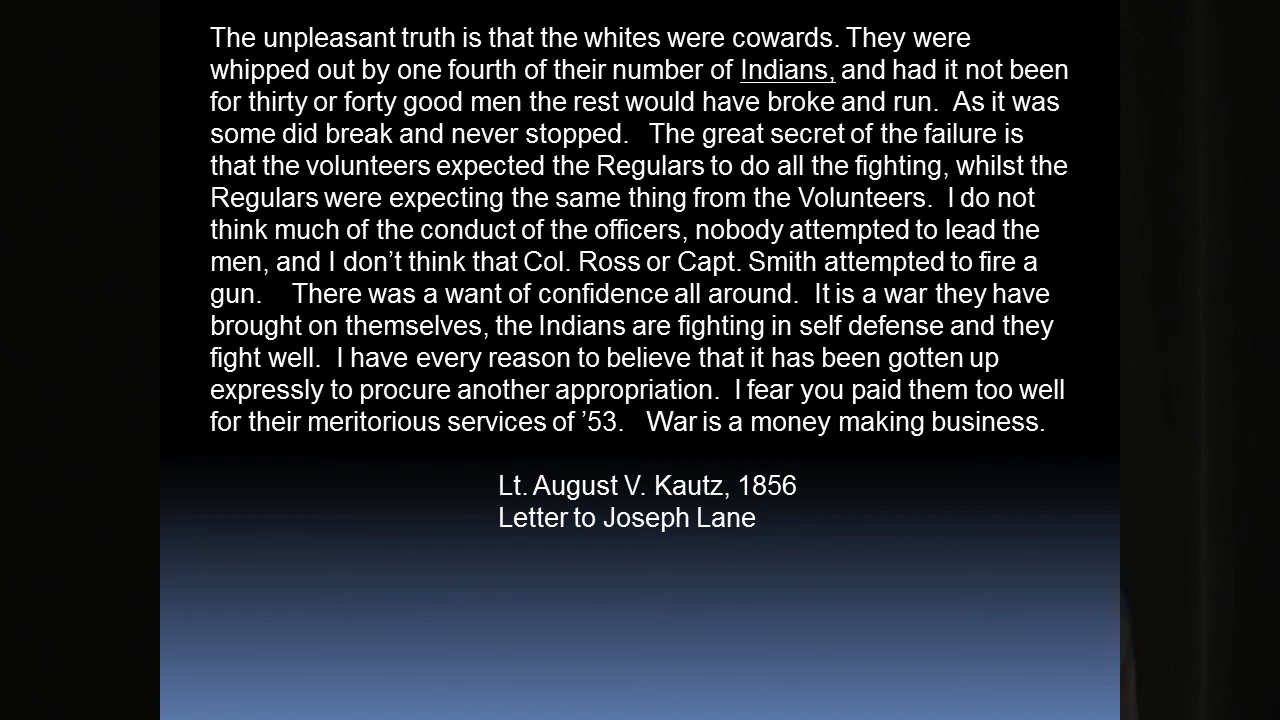 The unpleasant truth is that the whites were cowards. They were
whipped out by one fourth of their number of Indians, and had it not been
for thirty or forty good men the rest would have broke and run.  As it was
some did break and never stopped.   The great secret of the failure is
that the volunteers expected the Regulars to do all the fighting, whilst the
Regulars were expecting the same thing from the Volunteers.  I do not
think much of the conduct of the officers, nobody attempted to lead the
men, and I don’t think that Col. Ross or Capt. Smith attempted to fire a
gun.    There was a want of confidence all around.  It is a war they have
brought on themselves, the Indians are fighting in self defense and they
fight well.  I have every reason to believe that it has been gotten up
expressly to procure another appropriation.  I fear you paid them too well
for their meritorious services of ’53.   War is a money making business.
Lt. August V. Kautz, 1856
Letter to Joseph Lane